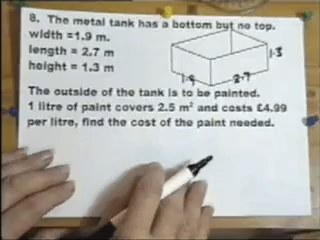 8. The metal tank has a bottom but no top.
width =1.9 m.
length = 2.7 m
height = 1.3 m
1.3
1.9
2.7
The outside of the tank is to be painted.
1 litre of paint covers 2.5 m² and costs £4.99
per litre, find the cost of the paint needed.